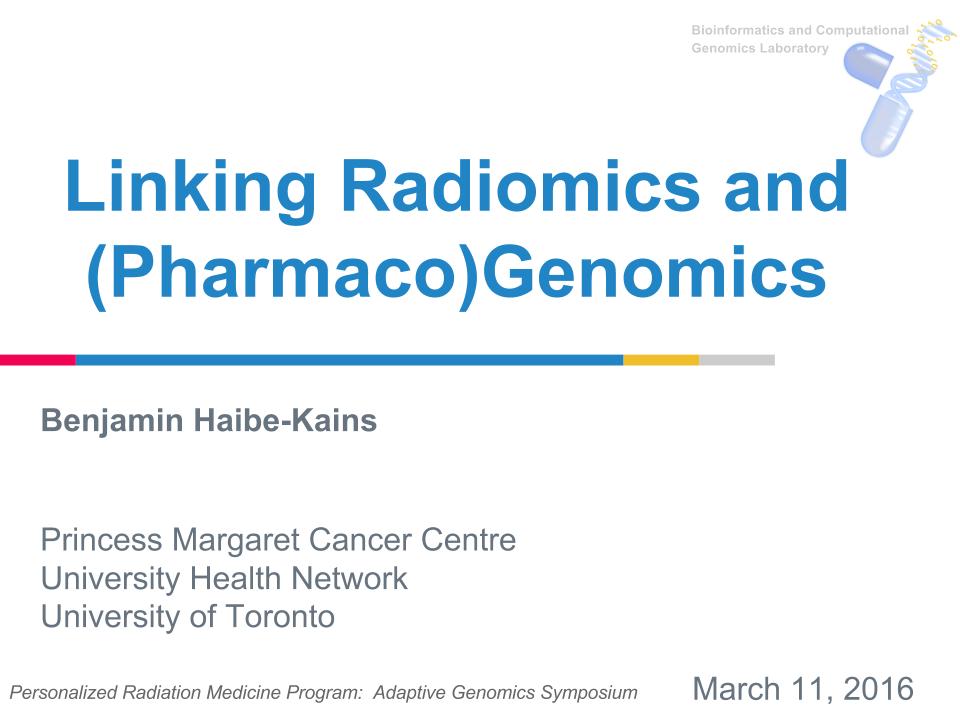 Bioinformatics and Computational
Genomics Laboratory
Linking Radiomics and
(Pharmaco)Genomics
Benjamin Haibe-Kains
Princess Margaret Cancer Centre
University Health Network
University of Toronto
Personalized Radiation Medicine Program: Adaptive Genomics Symposium
March 11, 2016